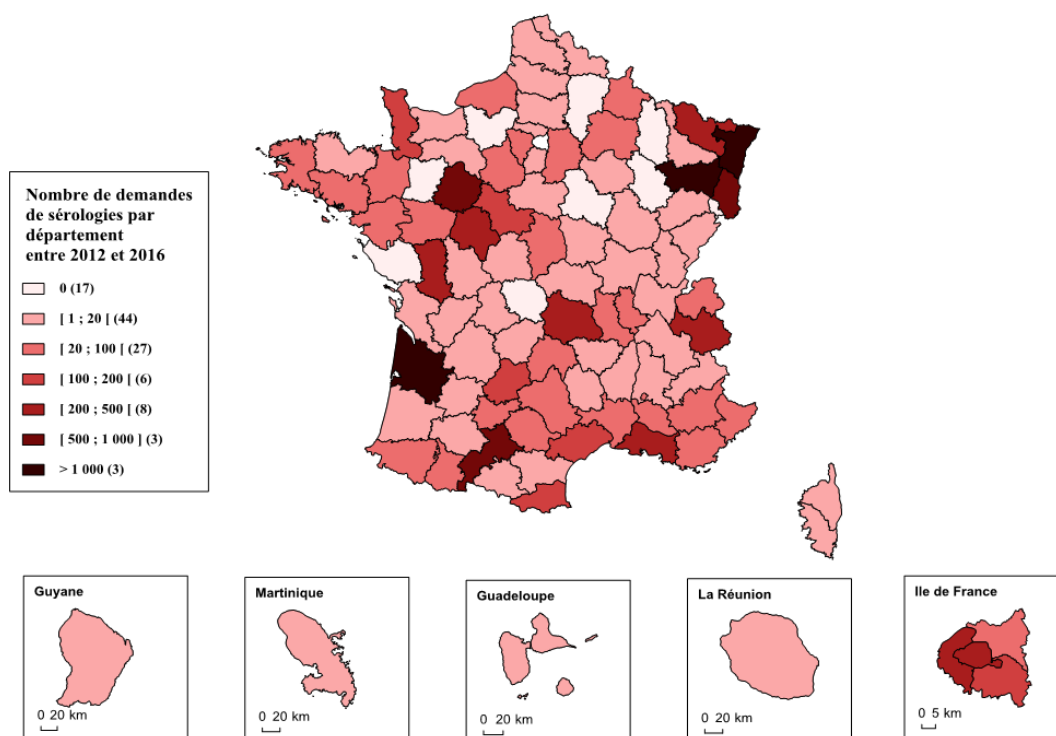 Nombre de demandes
de sérologies par
département
entre 2012 et 2016
0 (17)
[ 1 ; 20 [ (44)
[ 20 ; 100 [ (27)
[ 100 ; 200 [ (6)
[ 200 ; 500 [ (8)
[ 500 ; 1 000 ] (3)
> 1 000 (3)
Guyane
0 20 km
Martinique
0 20 km
Guadeloupe
0 20 km
La Réunion
0 20 km
Ile de France
0 5 km